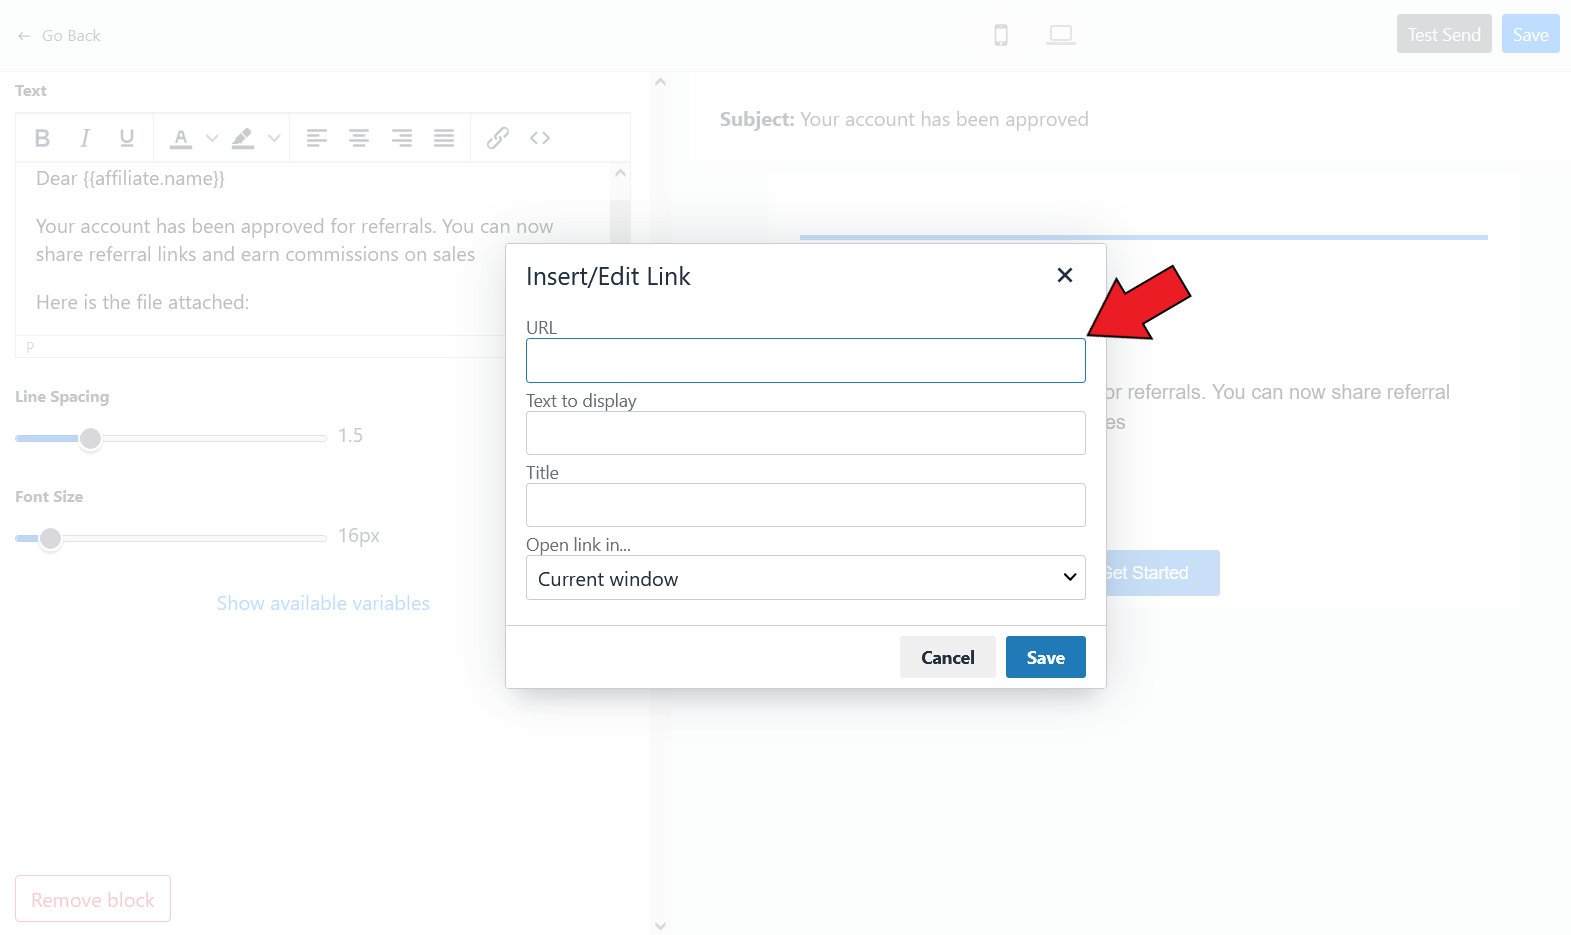 Go Back
Test Send
Save
Text
B I U A
Dear {{affiliate.name}}
Your account has been approved for referrals. You can now
share referral links and earn commissions on sales
Here is the file attached:
P
Line Spacing
1.5
Font Size
16px
Show available variables
Remove block
Subject: Your account has been approved
or referrals. You can now share referral
es
Get Started
Insert/Edit Link
URL
Text to display
Title
Open link in...
Current window
Cancel
Save